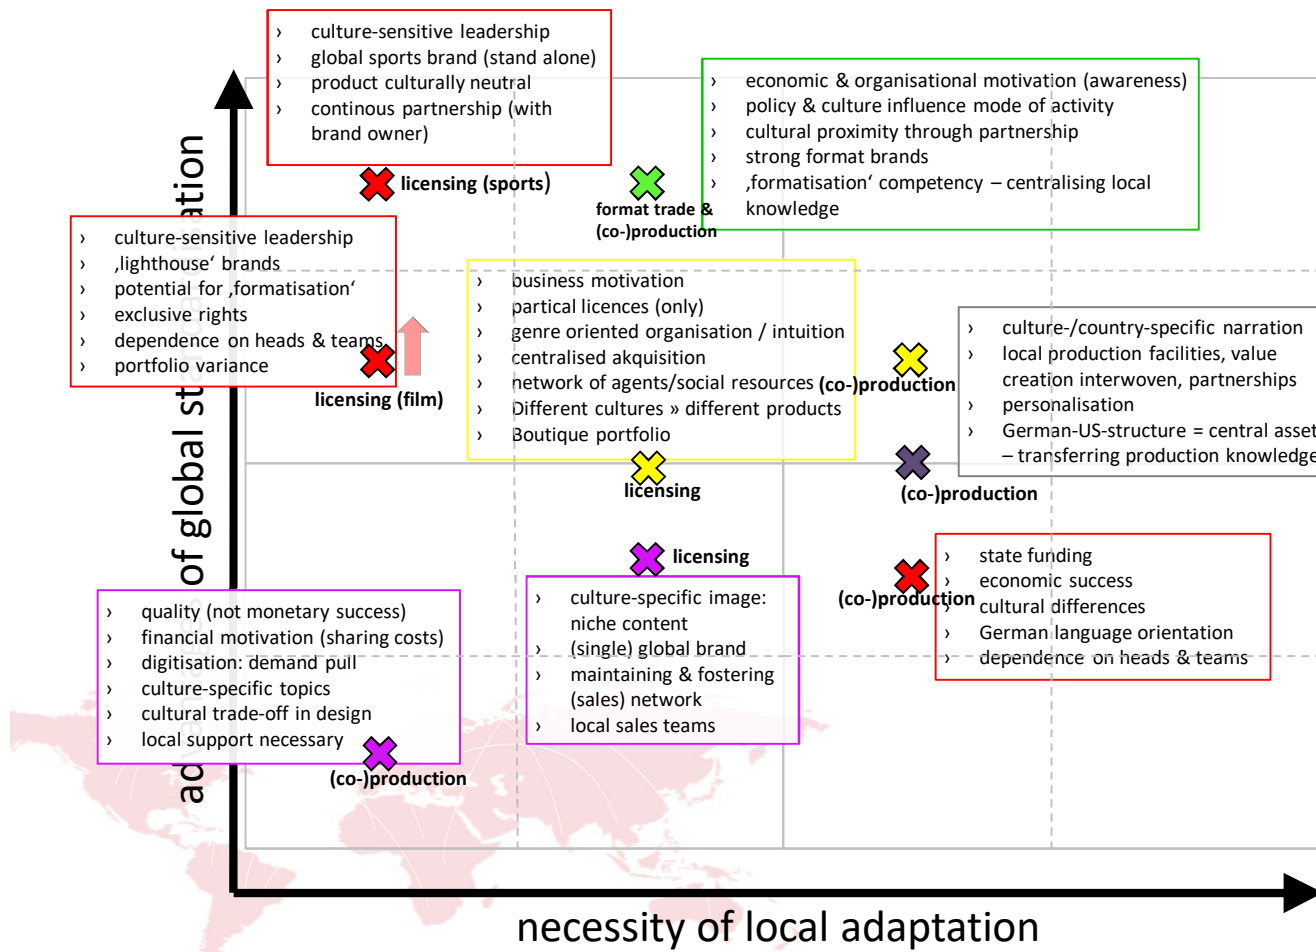 › culture-sensitive leadership
› global sports brand (stand alone)
› product culturally neutral
› continous partnership (with
brand owner)
› economic & organisational motivation (awareness)
› policy & culture influence mode of activity
› cultural proximity through partnership
› strong format brands
› ‚formatisation‘ competency – centralising local
knowledge
licensing (sports)
format trade &
(co-)production
› culture-sensitive leadership
› ‚lighthouse‘ brands
› potential for ‚formatisation‘
› exclusive rights
› dependence on heads & teams
› portfolio variance
licensing (film)
› business motivation
› partical licences (only)
› genre oriented organisation / intuition
› centralised akquisition
› network of agents/social resources
› Different cultures » different products
› Boutique portfolio
licensing
(co-)production
› culture-/country-specific narration
› local production facilities, value
creation interwoven, partnerships
› personalisation
› German-US-structure = central asset
– transferring production knowledge
(co-)production
licensing
› culture-specific image:
niche content
› (single) global brand
› maintaining & fostering
(sales) network
› local sales teams
(co-)production
› state funding
› economic success
› cultural differences
› German language orientation
› dependence on heads & teams
› quality (not monetary success)
› financial motivation (sharing costs)
› digitisation: demand pull
› culture-specific topics
› cultural trade-off in design
› local support necessary
(co-)production
advantages of global standardisation
necessity of local adaptation